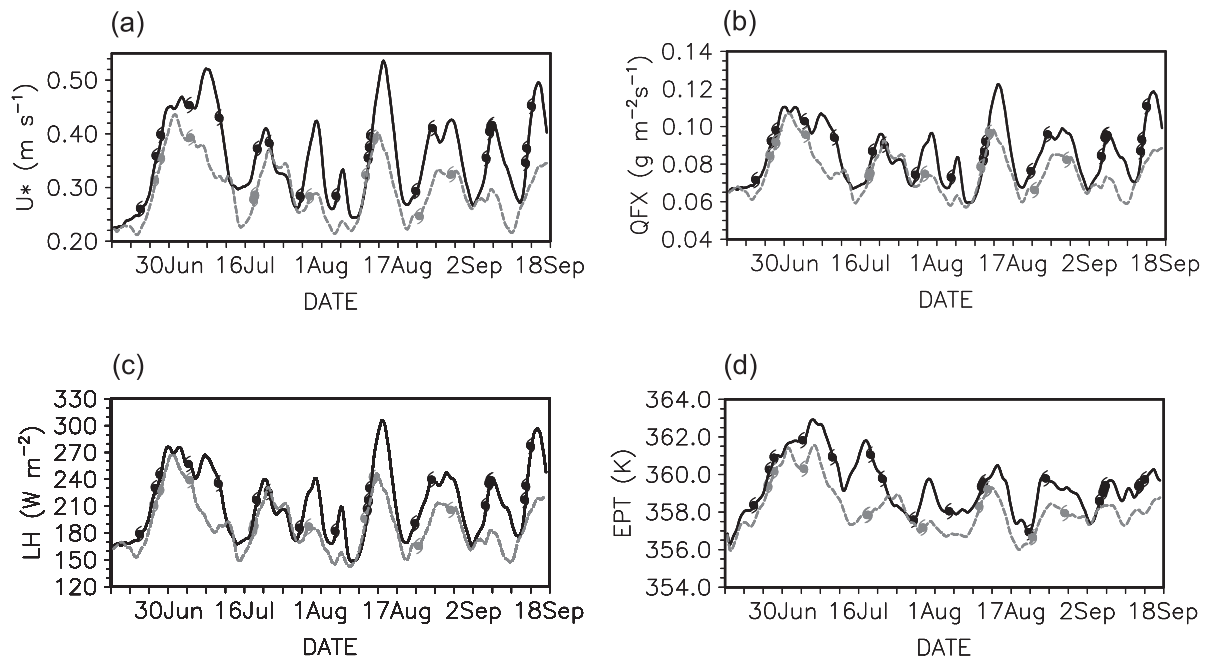 (a)
U* (m s⁻¹)
0.50
0.40
0.30
0.20
30Jun 16Jul 1Aug 17Aug 2Sep 18Sep
DATE
(b)
QFX (g m⁻²s⁻¹)
0.14
0.12
0.10
0.08
0.06
0.04
30Jun 16Jul 1Aug 17Aug 2Sep 18Sep
DATE
(c)
LH (W m⁻²)
330
300
270
240
210
180
150
120
30Jun 16Jul 1Aug 17Aug 2Sep 18Sep
DATE
(d)
EPT (K)
364.0
362.0
360.0
358.0
356.0
354.0
30Jun 16Jul 1Aug 17Aug 2Sep 18Sep
DATE